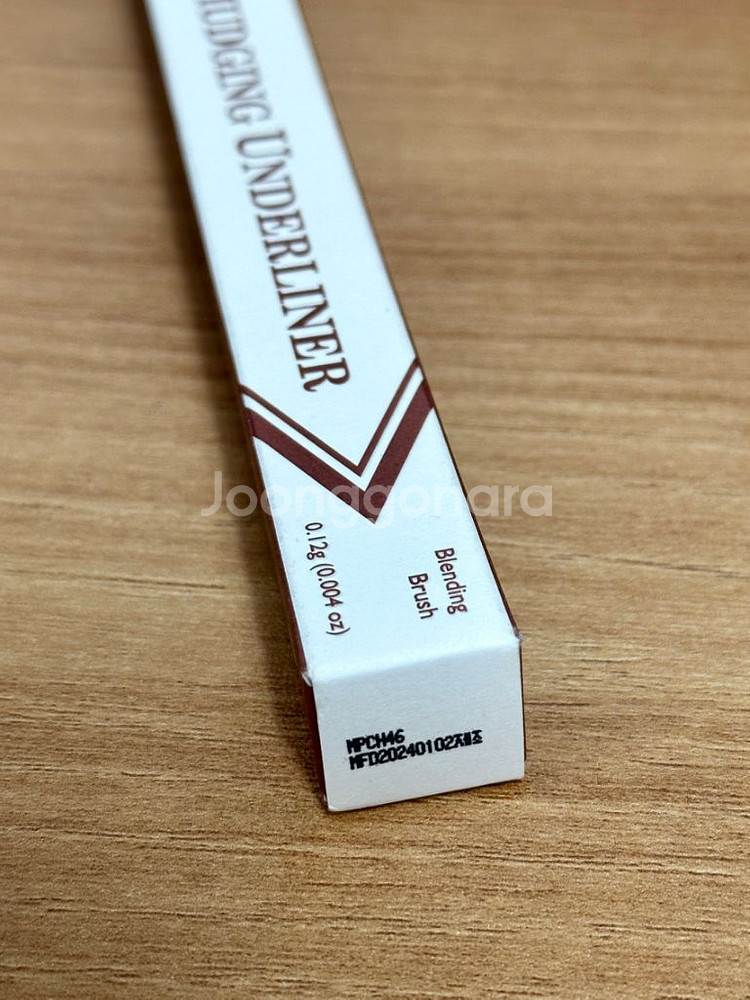 UNDERLINER
Joonggonara
0.12g (0.004 oz)
Blending
Brush
MPCH46
MFD20240102제조